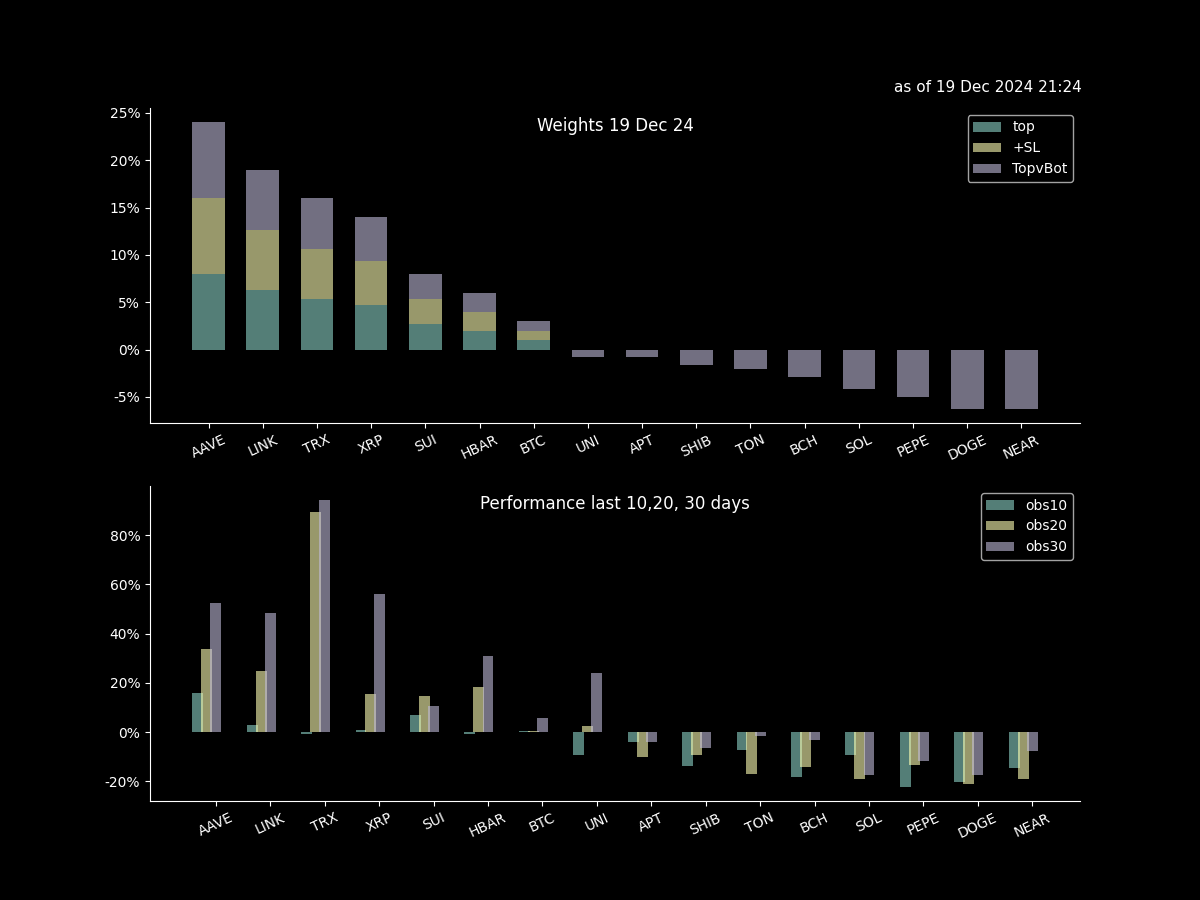 as of 19 Dec 2024 21:24
Weights 19 Dec 24
top
+SL
TopvBot
25%
20%
15%
10%
5%
0%
-5%
AAVE LINK TRX XRP SUI HBAR BTC UNI APT SHIB TON BCH SOL PEPE DOGE NEAR
Performance last 10,20, 30 days
obs10
obs20
obs30
80%
60%
40%
20%
0%
-20%
AAVE LINK TRX XRP SUI HBAR BTC UNI APT SHIB TON BCH SOL PEPE DOGE NEAR